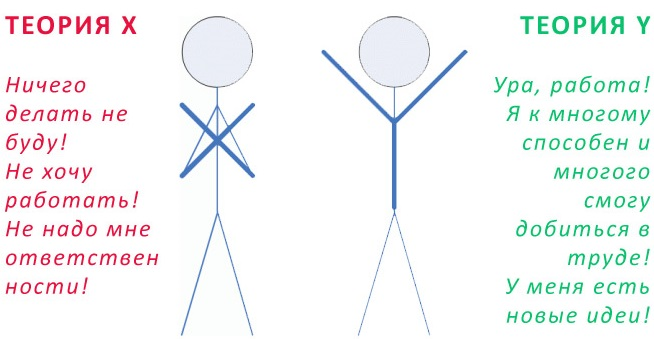 ТЕОРИЯ X
Ничего
делать не
буду!
Не хочу
работать!
Не надо мне
ответствен
ности!
ТЕОРИЯ Y
Ура, работа!
Я к многому
способен и
многого
смогу
добиться в
труде!
У меня есть
новые идеи!